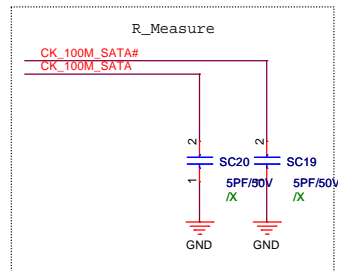 R_Measure
CK_100M_SATA#
CK_100M_SATA
2 2
SC20 SC19
1 1
5PF/50V 5PF/50V
/X /X
GND GND